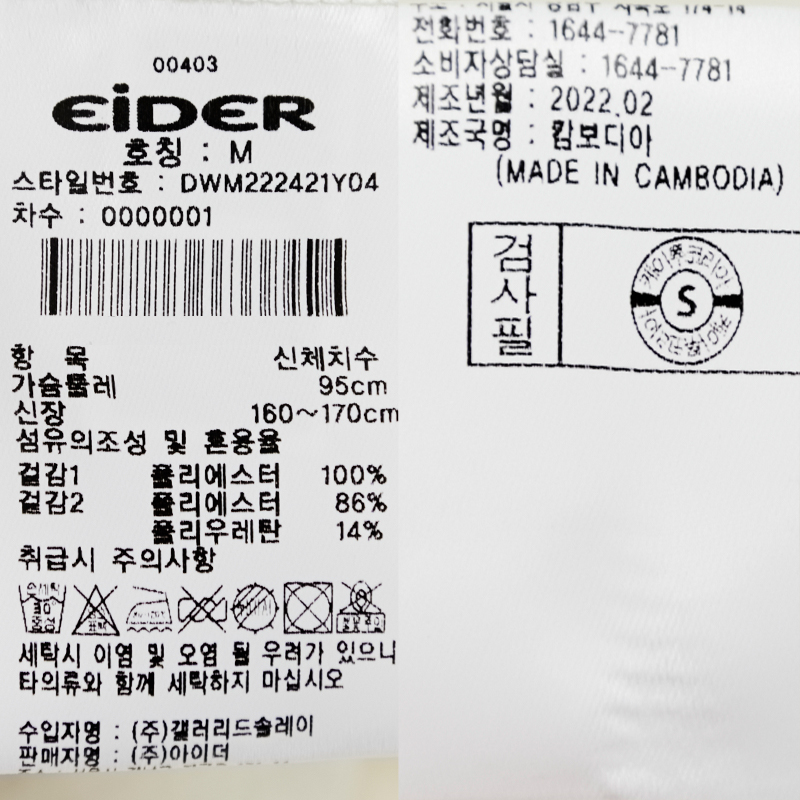 00403
EiDER
호칭 : M
스타일번호 : DWM222421Y04
차수 : 0000001
항 목 신체치수
가슴둘레 95cm
신장 160~170cm
섬유의조성 및 혼용율
겉감1 폴리에스터 100%
겉감2 폴리에스터 86%
폴리우레탄 14%
취급시 주의사항
손세탁
30°
중성
세탁시 이염 및 오염 될 우려가 있으니
타의류와 함께 세탁하지 마십시오
수입자명 : (주)갤러리드솔레이
판매자명 : (주)아이더
전화번호 : 1644-7781
소비자상담실 : 1644-7781
제조년월 : 2022.02
제조국명 : 캄보디아
(MADE IN CAMBODIA)
검사필
S